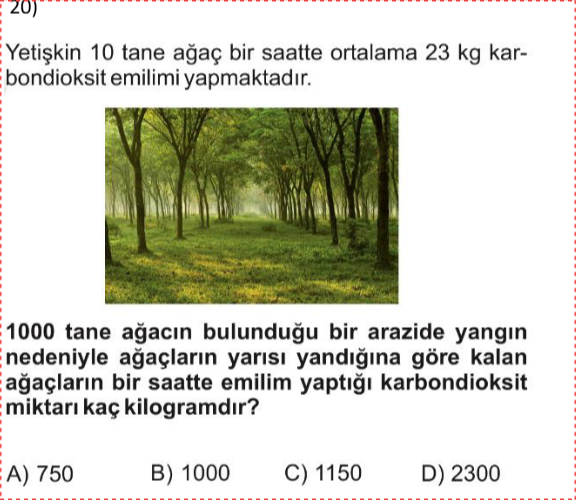 20)
Yetişkin 10 tane ağaç bir saatte ortalama 23 kg kar-
bondioksit emilimi yapmaktadır.
1000 tane ağacın bulunduğu bir arazide yangın
nedeniyle ağaçların yarısı yandığına göre kalan
ağaçların bir saatte emilim yaptığı karbondioksit
miktarı kaç kilogramdır?
A) 750 B) 1000 C) 1150 D) 2300